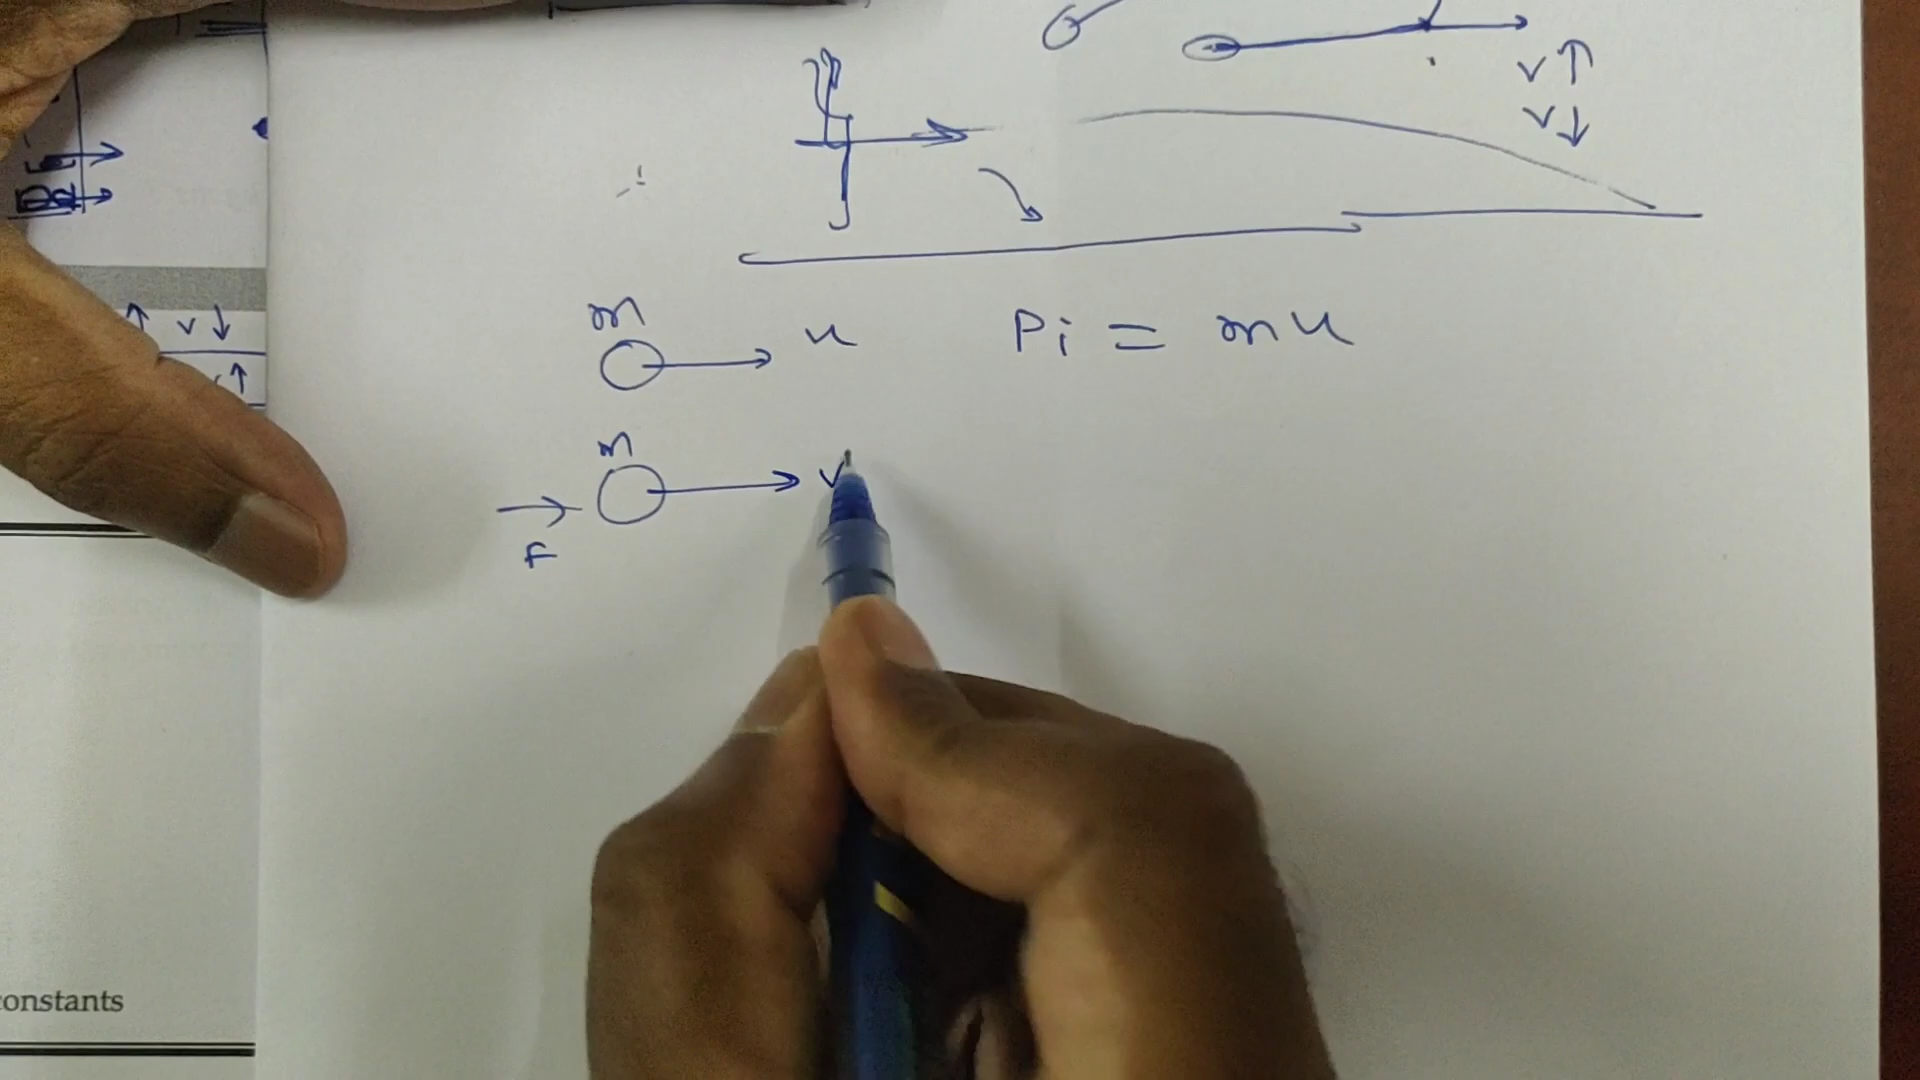 v ↑
v ↓
↑ v ↓
↑
m
u
Pi = mu
m
v
F
constants